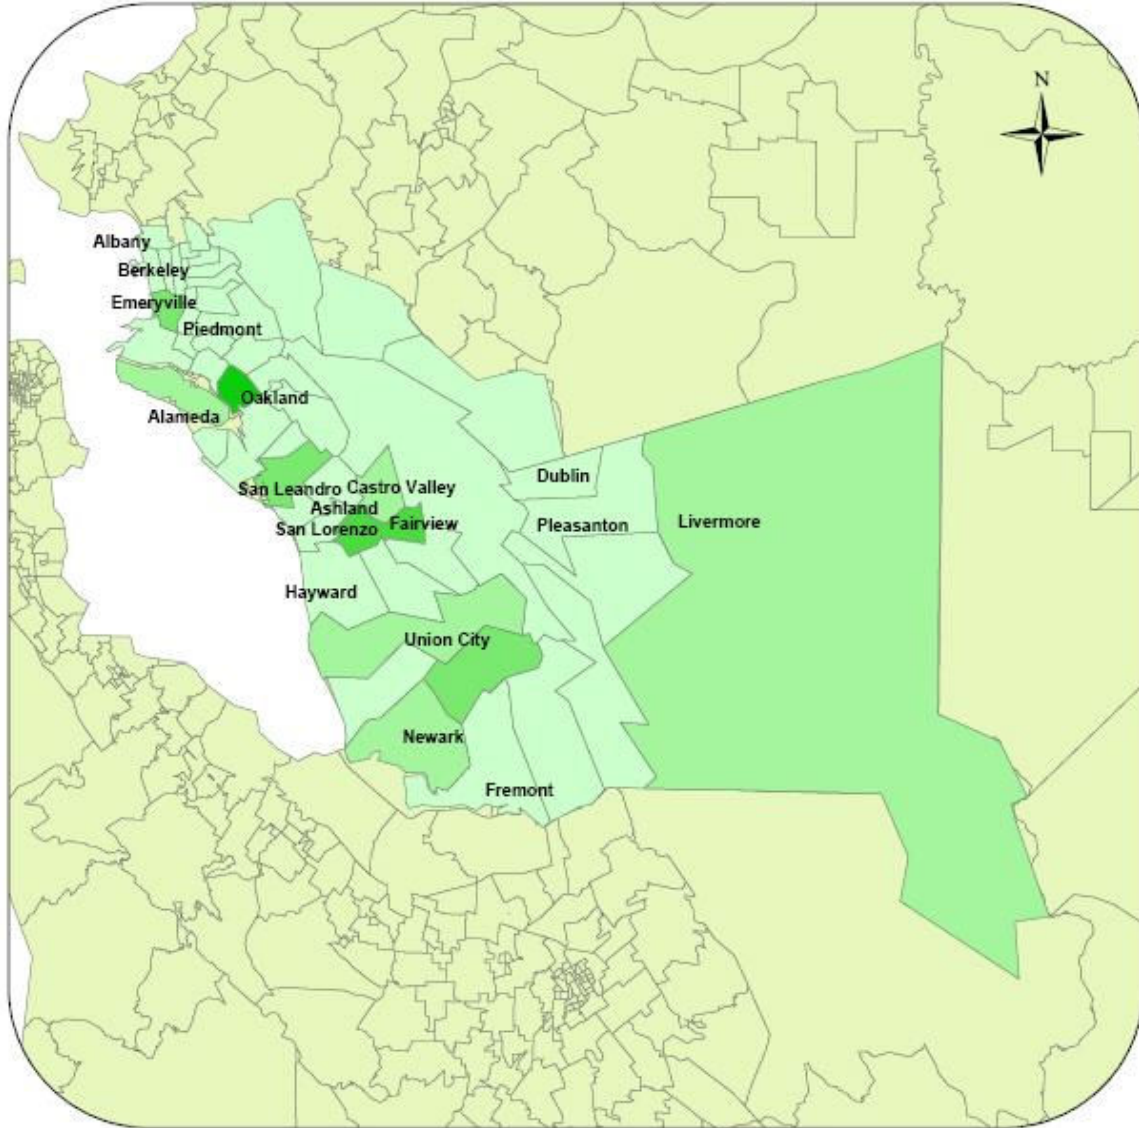 N
Albany
Berkeley
Emeryville
Piedmont
Oakland
Alameda
Dublin
San Leandro
Castro Valley
Ashland
Pleasanton
Livermore
San Lorenzo
Fairview
Hayward
Union City
Newark
Fremont